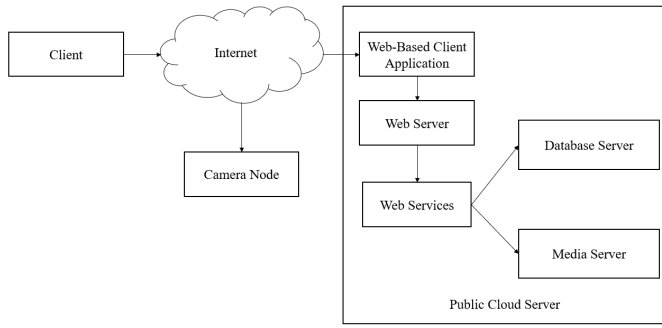 Client
Internet
Web-Based Client
Application
Web Server
Camera Node
Database Server
Web Services
Media Server
Public Cloud Server